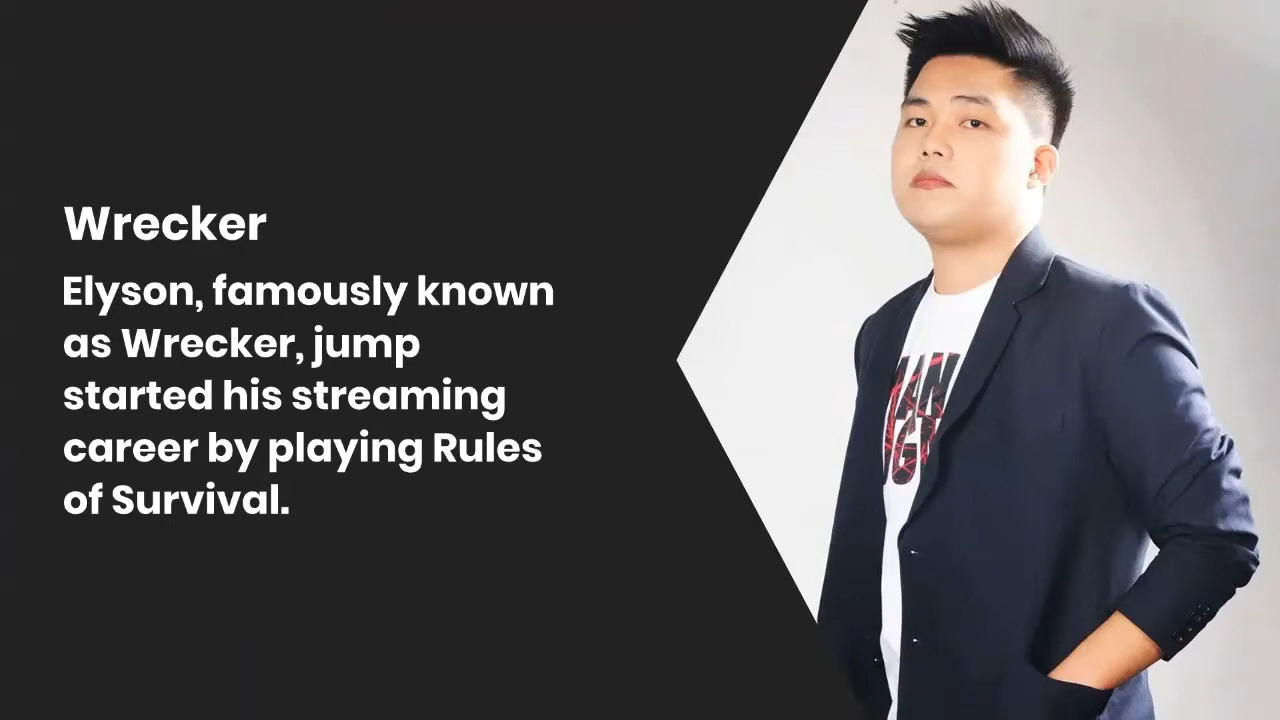 Wrecker
Elyson, famously known
as Wrecker, jump
started his streaming
career by playing Rules
of Survival.